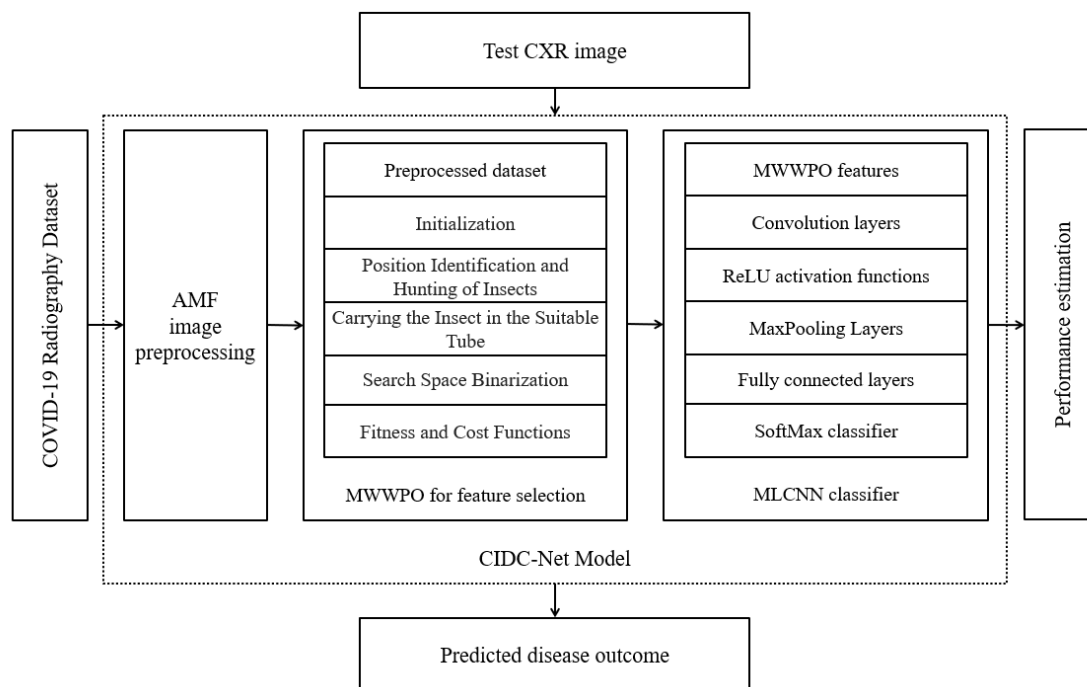 Test CXR image
COVID-19 Radiography Dataset
AMF
image
preprocessing
Preprocessed dataset
Initialization
Position Identification and
Hunting of Insects
Carrying the Insect in the Suitable
Tube
Search Space Binarization
Fitness and Cost Functions
MWWPO for feature selection
MWWPO features
Convolution layers
ReLU activation functions
MaxPooling Layers
Fully connected layers
SoftMax classifier
MLCNN classifier
Performance estimation
CIDC-Net Model
Predicted disease outcome